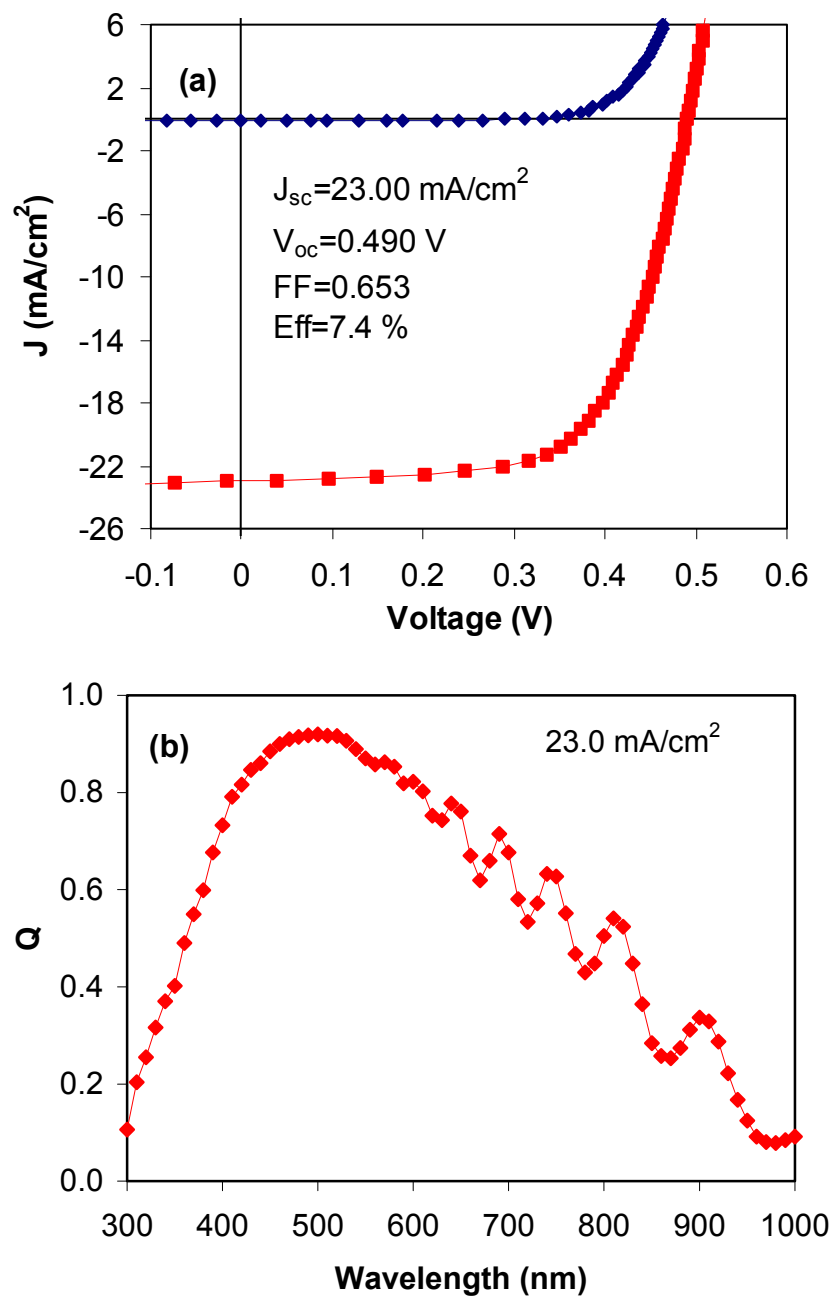 6
(a)
2
-2
-6
-10
-14
-18
-22
-26
J (mA/cm²)
J_sc=23.00 mA/cm²
V_oc=0.490 V
FF=0.653
Eff=7.4 %
-0.1 0 0.1 0.2 0.3 0.4 0.5 0.6
Voltage (V)
1.0
(b) 23.0 mA/cm²
0.8
0.6
Q
0.4
0.2
0.0
300 400 500 600 700 800 900 1000
Wavelength (nm)